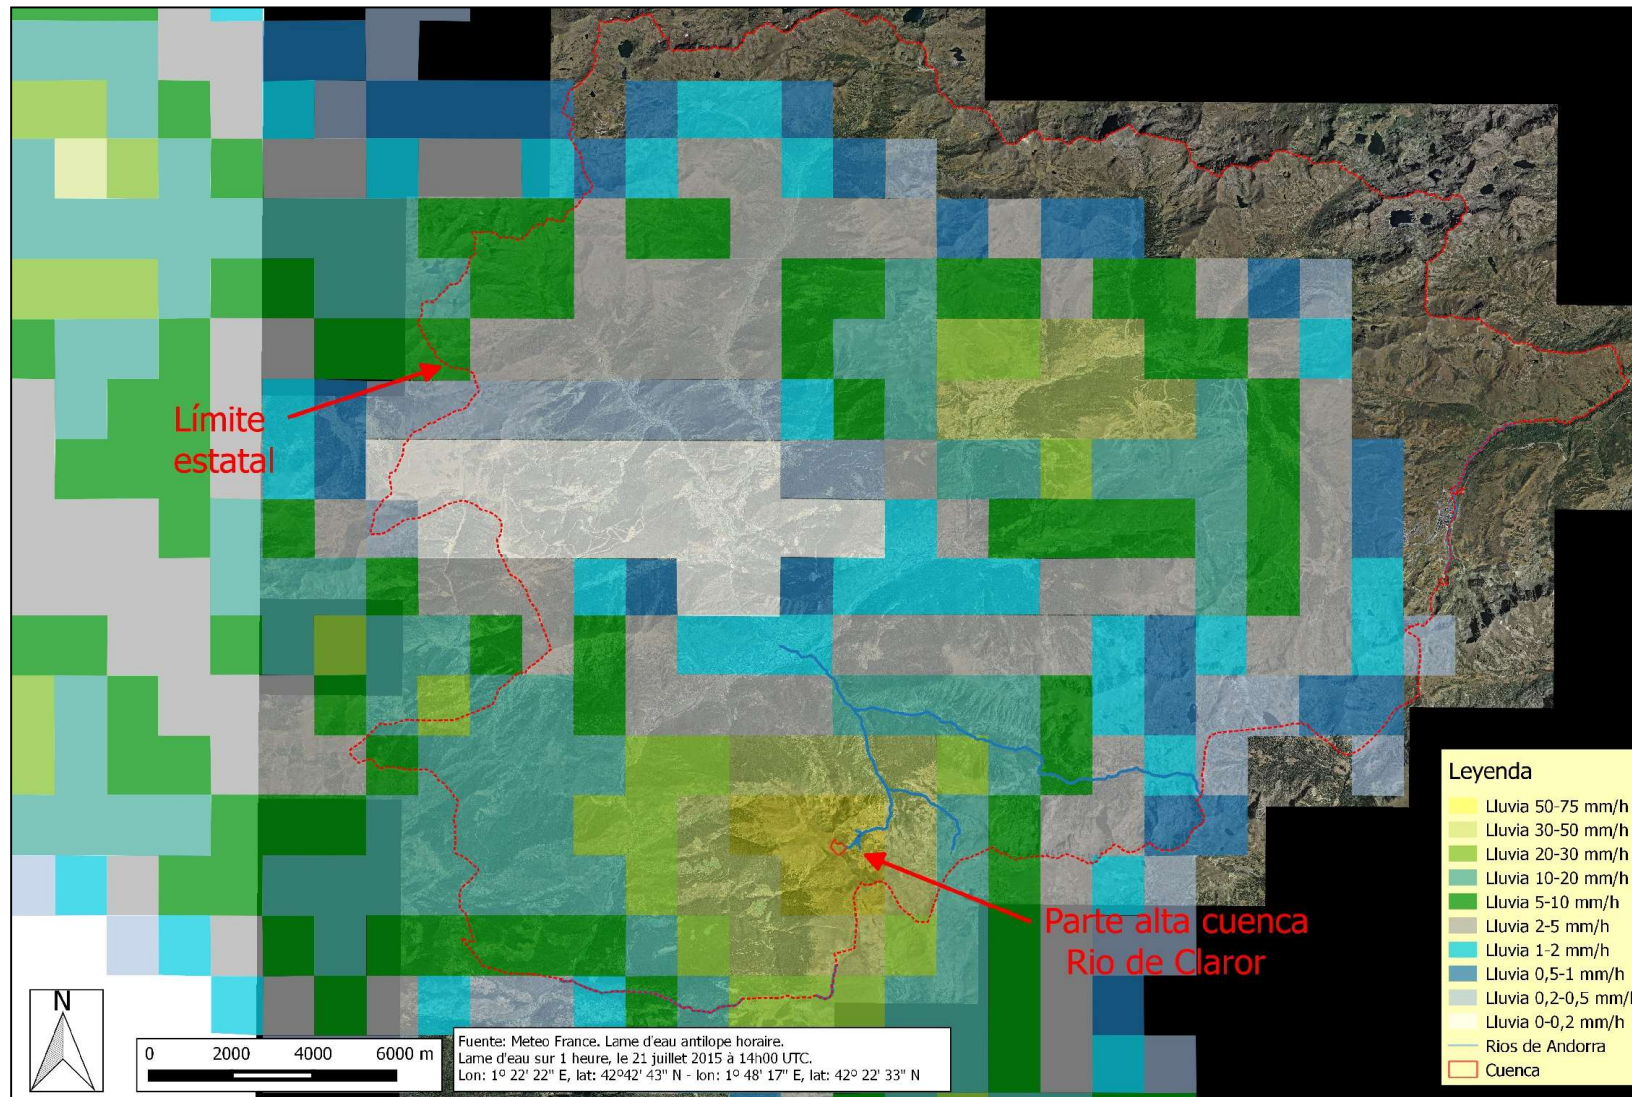 Límite
estatal
Parte alta cuenca
Rio de Claror
N
0 2000 4000 6000 m
Fuente: Meteo France. Lame d'eau antilope horaire.
Lame d'eau sur 1 heure, le 21 juillet 2015 à 14h00 UTC.
Lon: 1º 22' 22" E, lat: 42º42' 43" N - lon: 1º 48' 17" E, lat: 42º 22' 33" N
Leyenda
Lluvia 50-75 mm/h
Lluvia 30-50 mm/h
Lluvia 20-30 mm/h
Lluvia 10-20 mm/h
Lluvia 5-10 mm/h
Lluvia 2-5 mm/h
Lluvia 1-2 mm/h
Lluvia 0,5-1 mm/h
Lluvia 0,2-0,5 mm/h
Lluvia 0-0,2 mm/h
Rios de Andorra
Cuenca